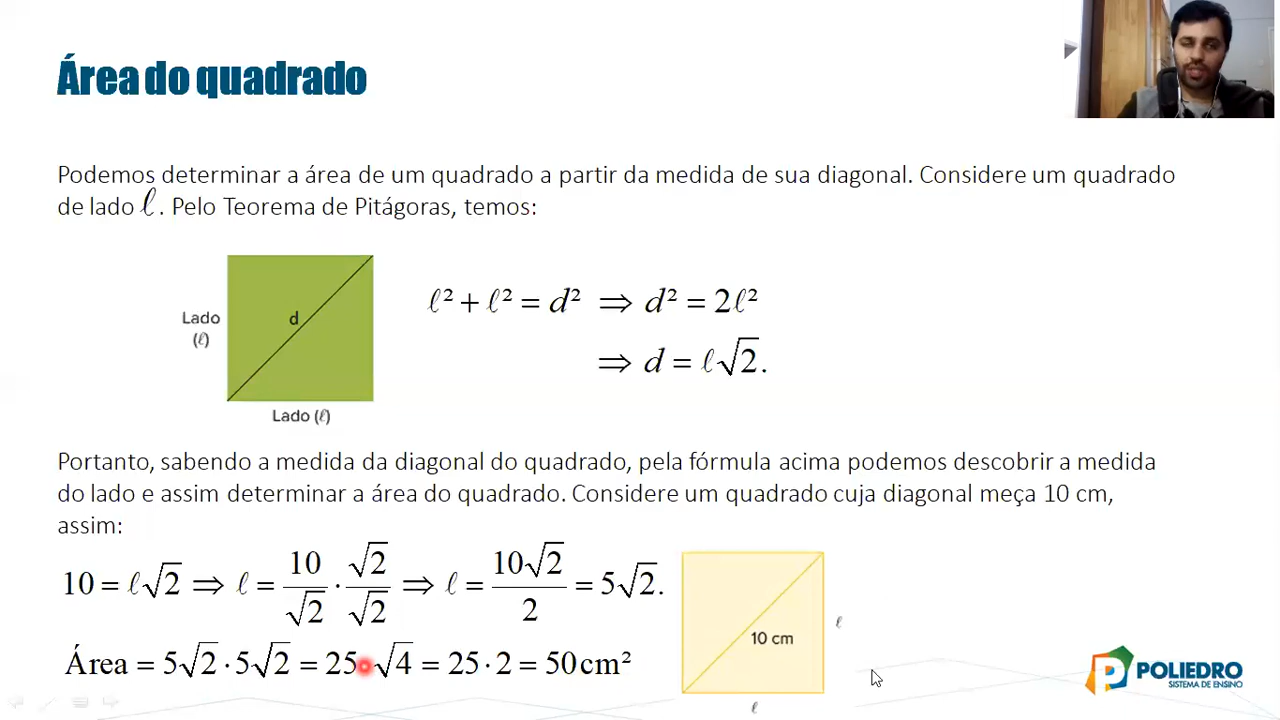 Área do quadrado
Podemos determinar a área de um quadrado a partir da medida de sua diagonal. Considere um quadrado
de lado ℓ. Pelo Teorema de Pitágoras, temos:
Lado
(ℓ)
d
Lado (ℓ)
ℓ² + ℓ² = d² ⇒ d² = 2ℓ²
⇒ d = ℓ√2.
Portanto, sabendo a medida da diagonal do quadrado, pela fórmula acima podemos descobrir a medida
do lado e assim determinar a área do quadrado. Considere um quadrado cuja diagonal meça 10 cm,
assim:
10 = ℓ√2 ⇒ ℓ = 10/√2 · √2/√2 ⇒ ℓ = 10√2/2 = 5√2.
Área = 5√2 · 5√2 = 25 · √4 = 25 · 2 = 50 cm²
10 cm
ℓ
ℓ
POLIEDRO
SISTEMA DE ENSINO